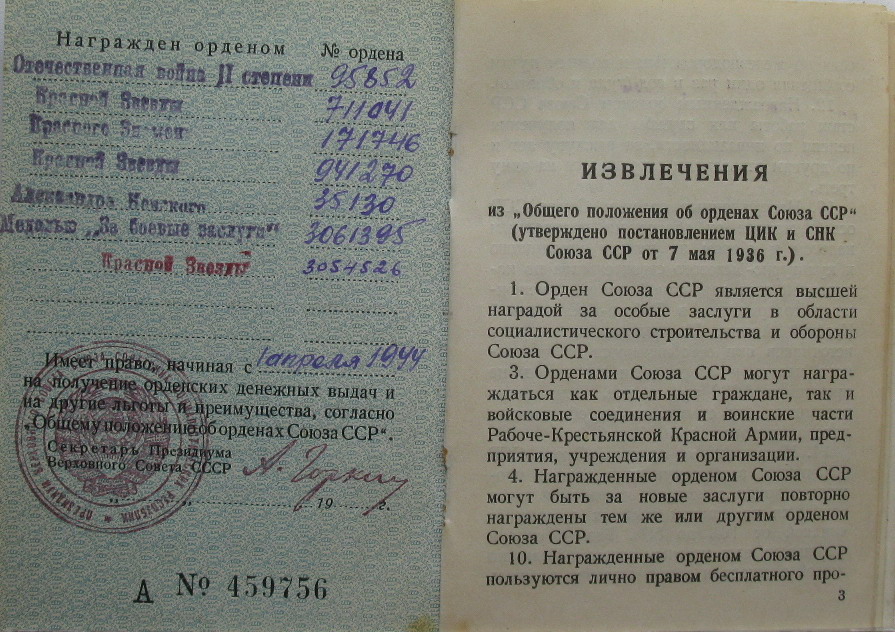 Награжден орденом № ордена
Отечественная война II степени 95852
Красной Звезды 711041
Красного Знамени 171746
Красной Звезды 941270
Александра Невского 35130
Медалью „За боевые заслуги“ 3061395
Красной Звезды 3054526
Имеет право, начиная с 1 апреля 1944
на получение орденских денежных выдач и
на другие льготы и преимущества, согласно
„Общему положению об орденах Союза ССР“.
Секретарь Президиума
Верховного Совета СССР А. Горкин
„ “ 19 г.
А № 459756
ИЗВЛЕЧЕНИЯ
из „Общего положения об орденах Союза ССР“
(утверждено постановлением ЦИК и СНК
Союза ССР от 7 мая 1936 г.).
1. Орден Союза ССР является высшей
наградой за особые заслуги в области
социалистического строительства и обороны
Союза ССР.
3. Орденами Союза ССР могут награ-
ждаться как отдельные граждане, так и
войсковые соединения и воинские части
Рабоче-Крестьянской Красной Армии, пред-
приятия, учреждения и организации.
4. Награжденные орденом Союза ССР
могут быть за новые заслуги повторно
награждены тем же или другим орденом
Союза ССР.
10. Награжденные орденом Союза ССР
пользуются лично правом бесплатного про-
3